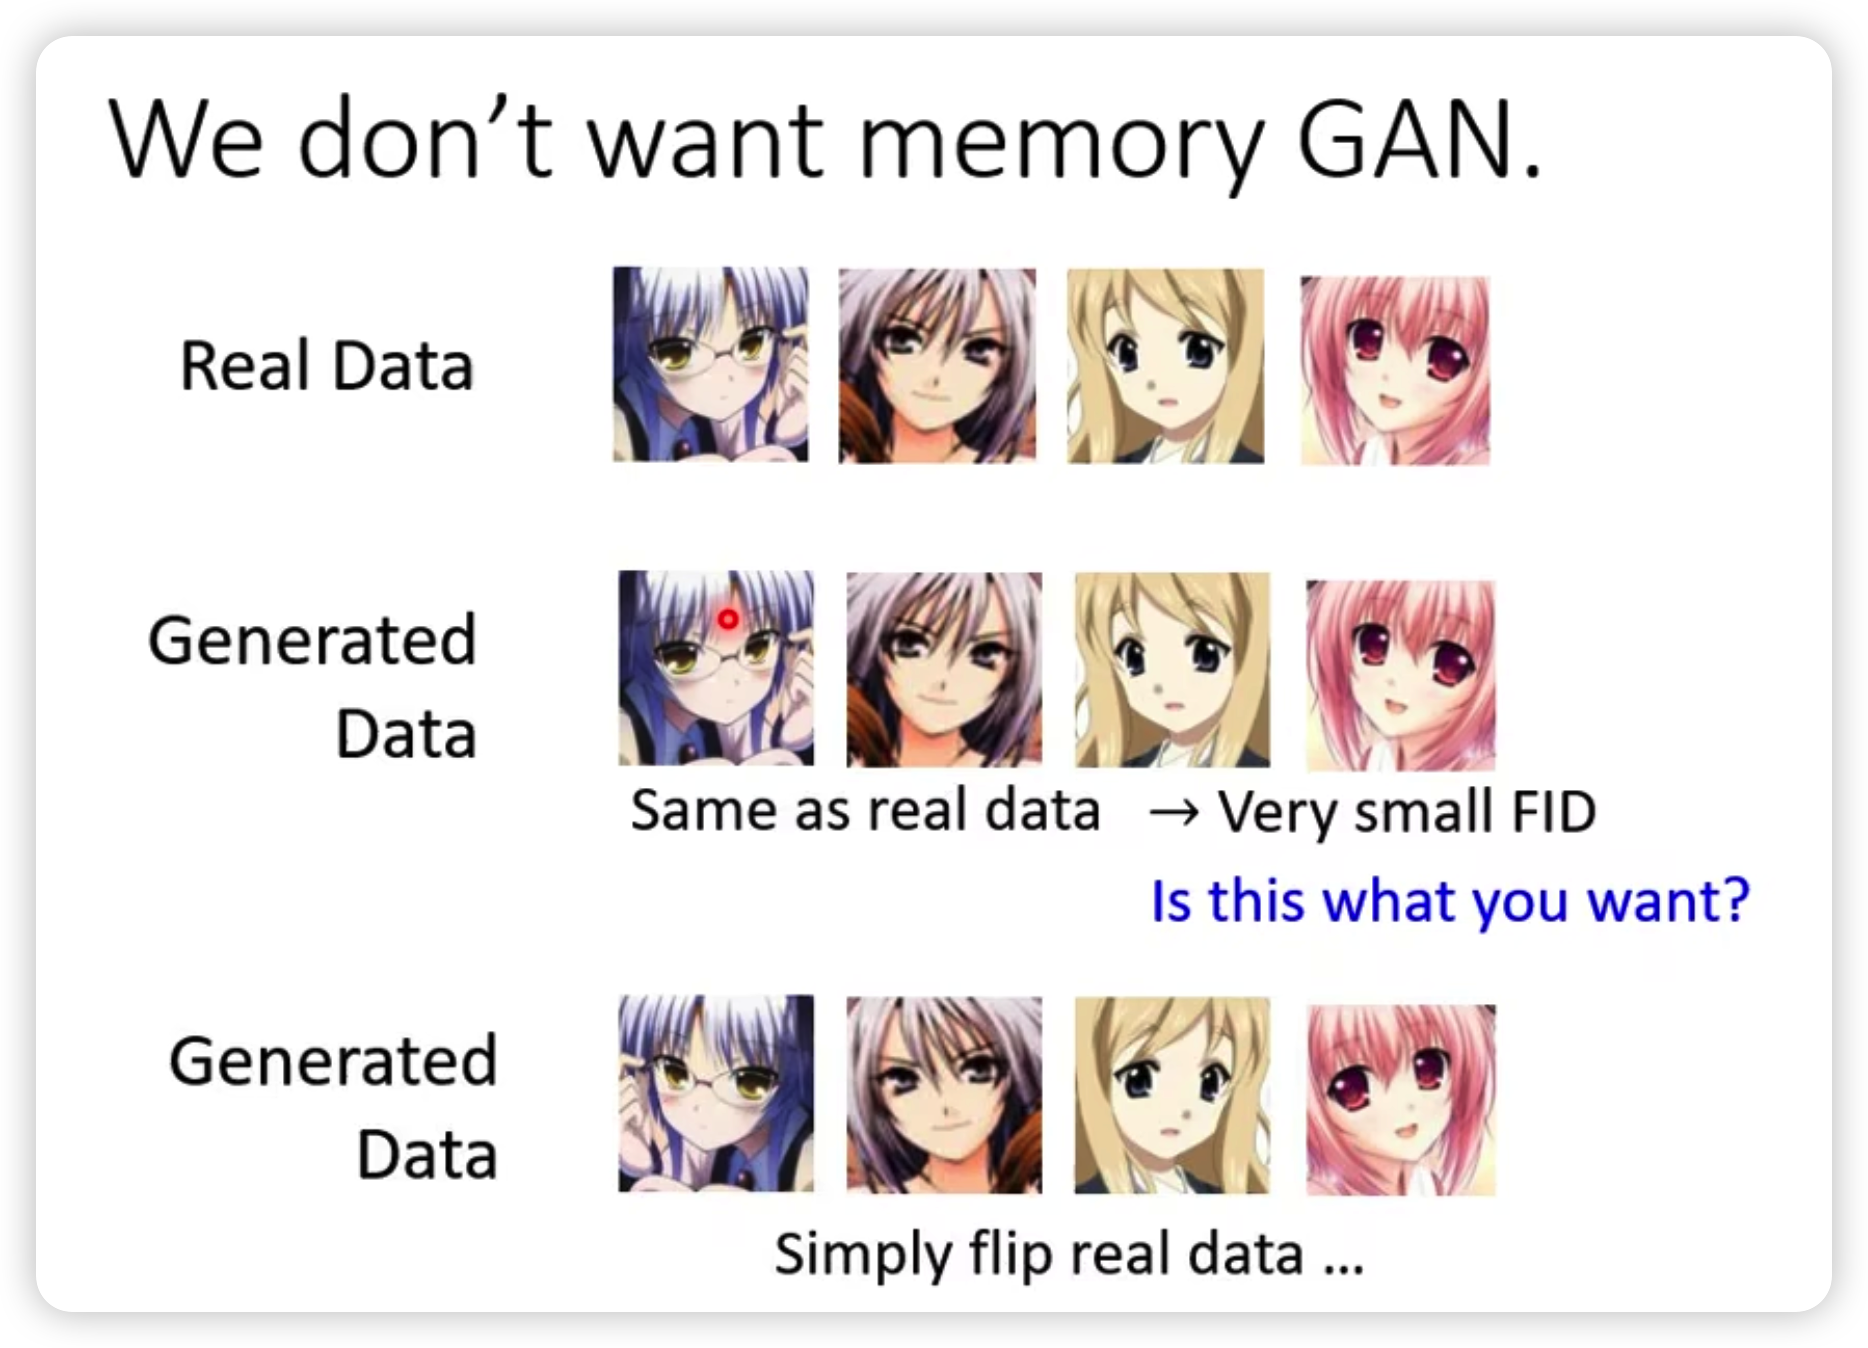 We don’t want memory GAN.
Real Data
Generated
Data
Same as real data → Very small FID
Is this what you want?
Generated
Data
Simply flip real data ...